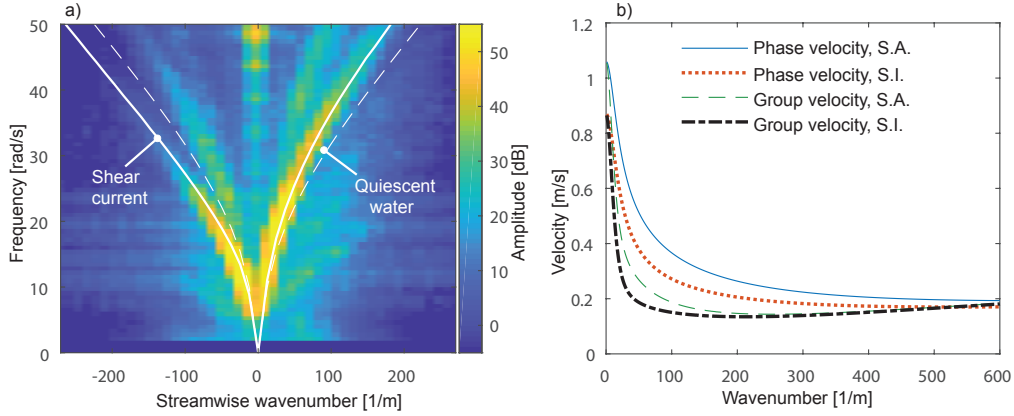 a)
50
40
30
20
10
0
Frequency [rad/s]
-200
-100
0
100
200
Streamwise wavenumber [1/m]
Shear
current
Quiescent
water
50
40
30
20
10
0
Amplitude [dB]
b)
1.2
1
0.8
0.6
0.4
0.2
0
Velocity [m/s]
0
100
200
300
400
500
600
Wavenumber [1/m]
Phase velocity, S.A.
Phase velocity, S.I.
Group velocity, S.A.
Group velocity, S.I.